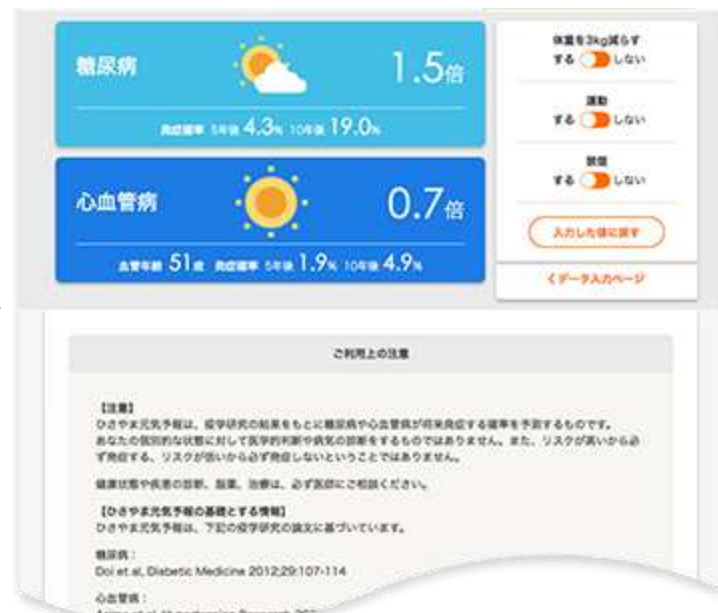 糖尿病
1.5倍
発症確率 5年後 4.3% 10年後 19.0%
心血管病
0.7倍
血管年齢 51歳 発症確率 5年後 1.9% 10年後 4.9%
体重を3kg減らす
する しない
運動
する しない
禁煙
する しない
入力した値に戻す
くデータ入力ページ
ご利用上の注意
【注意】
ひさやま元気予報は、疫学研究の結果をもとに糖尿病や心血管病が将来発症する確率を予測するものです。
あなたの個別的な状態に対して医学的判断や病気の診断をするものではありません。また、リスクが高いから必
ず発症する、リスクが低いから必ず発症しないということではありません。
健康状態や疾患の診断、服薬、治療は、必ず医師にご相談ください。
【ひさやま元気予報の基礎とする情報】
ひさやま元気予報は、下記の疫学研究の論文に基づいています。
糖尿病：
Doi et al, Diabetic Medicine 2012;29:107-114
心血管病：